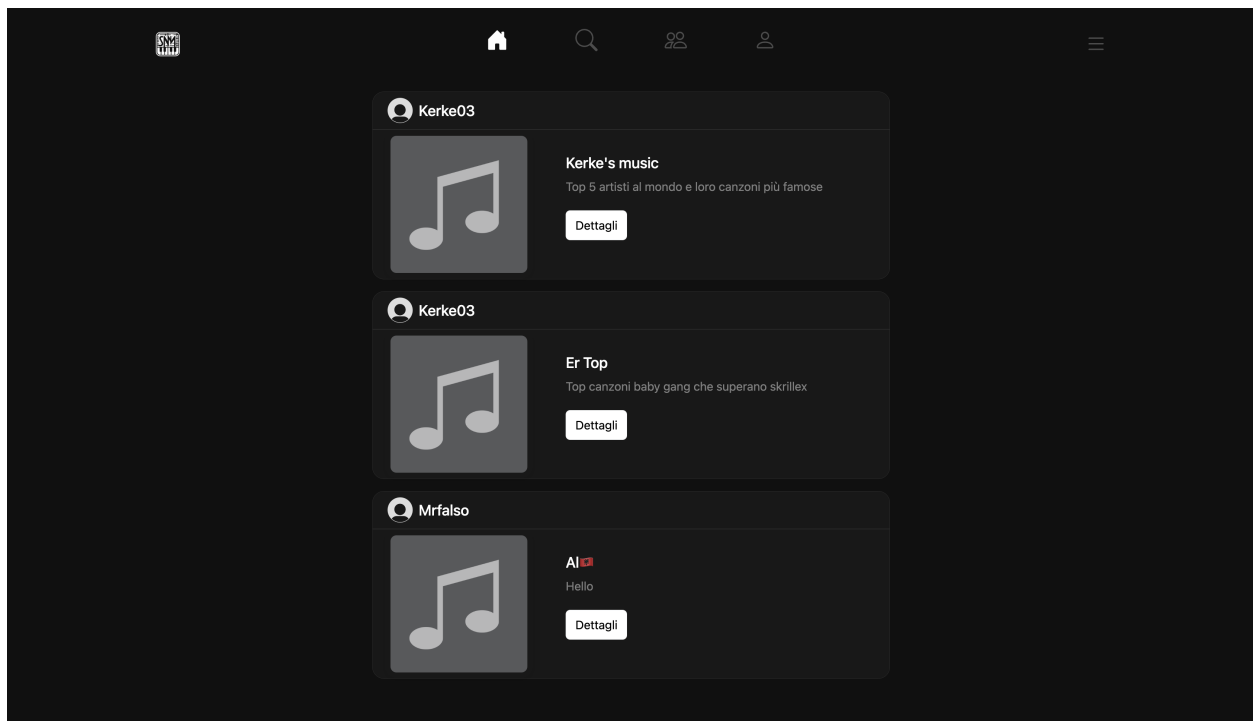 SNM
Kerke03
Kerke's music
Top 5 artisti al mondo e loro canzoni più famose
Dettagli
Kerke03
Er Top
Top canzoni baby gang che superano skrillex
Dettagli
Mrfalso
Al🇦🇱
Hello
Dettagli